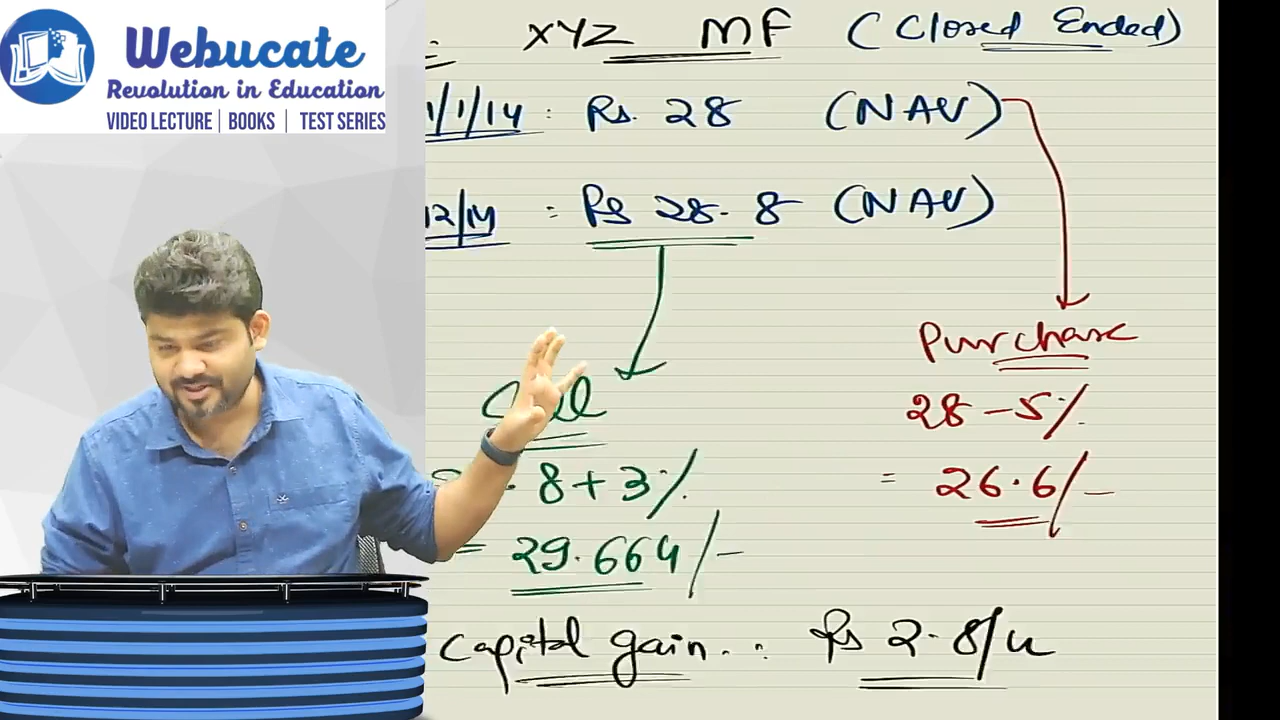 Webucate
Revolution in Education
VIDEO LECTURE | BOOKS | TEST SERIES
XYZ MF (Closed Ended)
1/1/14 : Rs. 28 (NAV)
12/14 : Rs 28.8 (NAV)
Purchase
28 - 5%
8 + 3%
= 26.6/-
= 29.664/-
Capital gain.. : Rs 2.8/u